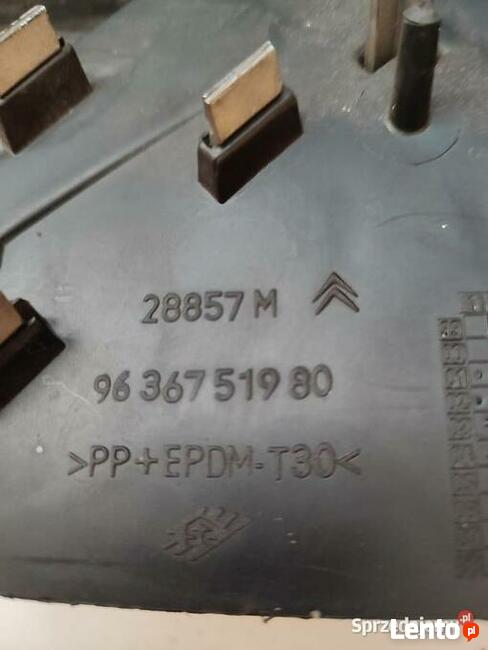 28857 M
96 367 519 80
>PP+EPDM-T30<
Sprzedajemy.pl
Lento.pl